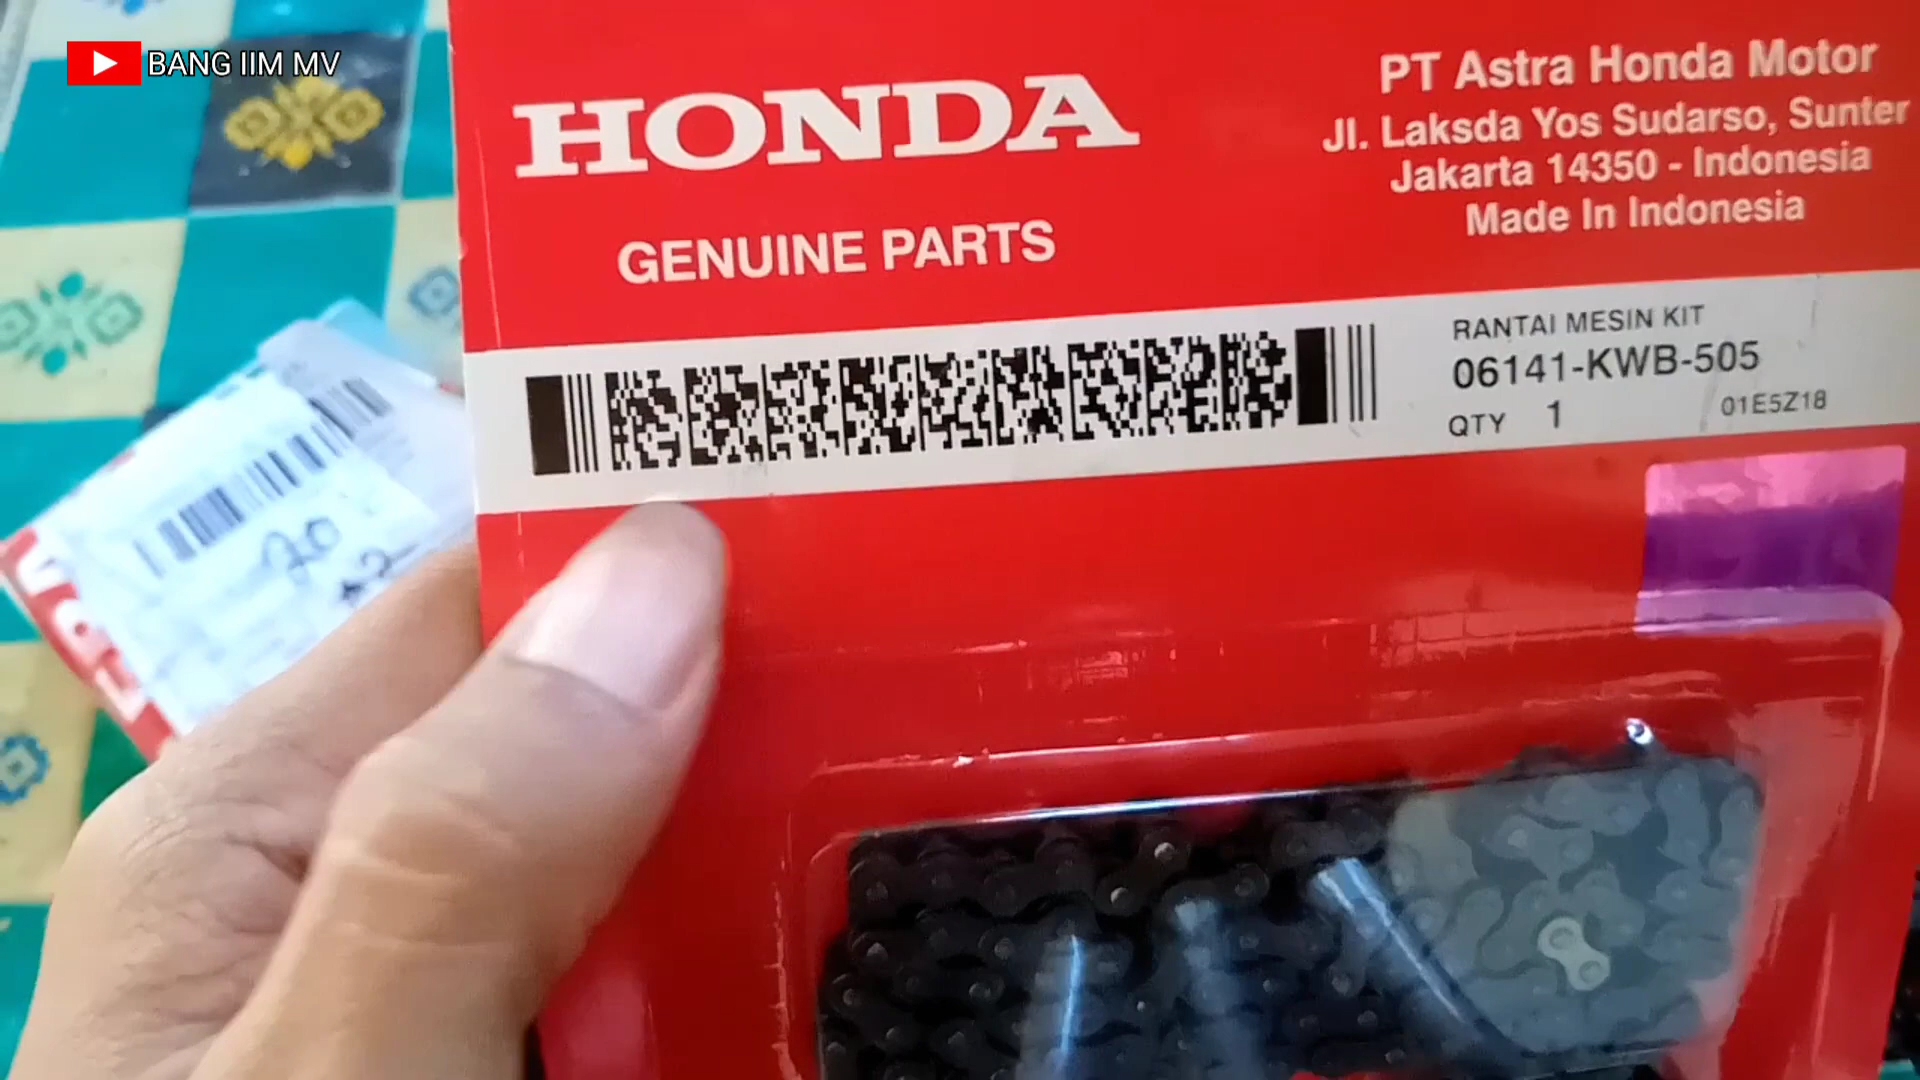 BANG IIM MV
HONDA
GENUINE PARTS
PT Astra Honda Motor
Jl. Laksda Yos Sudarso, Sunter
Jakarta 14350 - Indonesia
Made In Indonesia
RANTAI MESIN KIT
06141-KWB-505
QTY 1
01E5Z18
20